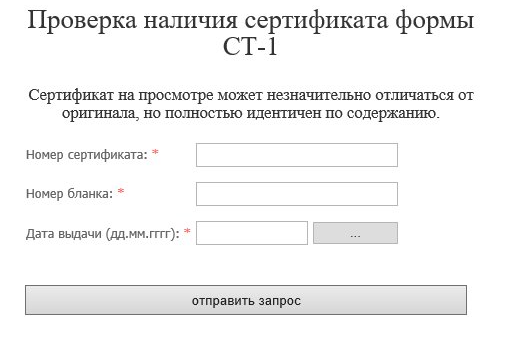 Проверка наличия сертификата формы
СТ-1
Сертификат на просмотре может незначительно отличаться от
оригинала, но полностью идентичен по содержанию.
Номер сертификата: *
Номер бланка: *
Дата выдачи (дд.мм.гггг): *
...
отправить запрос